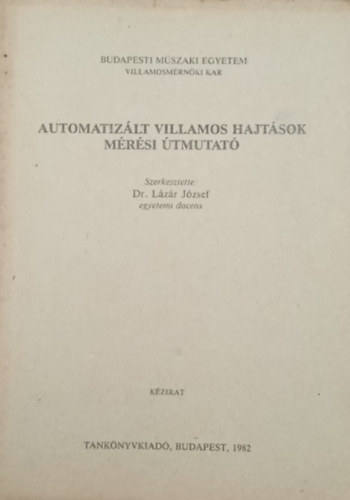 BUDAPESTI MŰSZAKI EGYETEM
VILLAMOSMÉRNÖKI KAR
AUTOMATIZÁLT VILLAMOS HAJTÁSOK
MÉRÉSI ÚTMUTATÓ
Szerkesztette
Dr. Lázár József
egyetemi docens
KÉZIRAT
TANKÖNYVKIADÓ, BUDAPEST, 1982